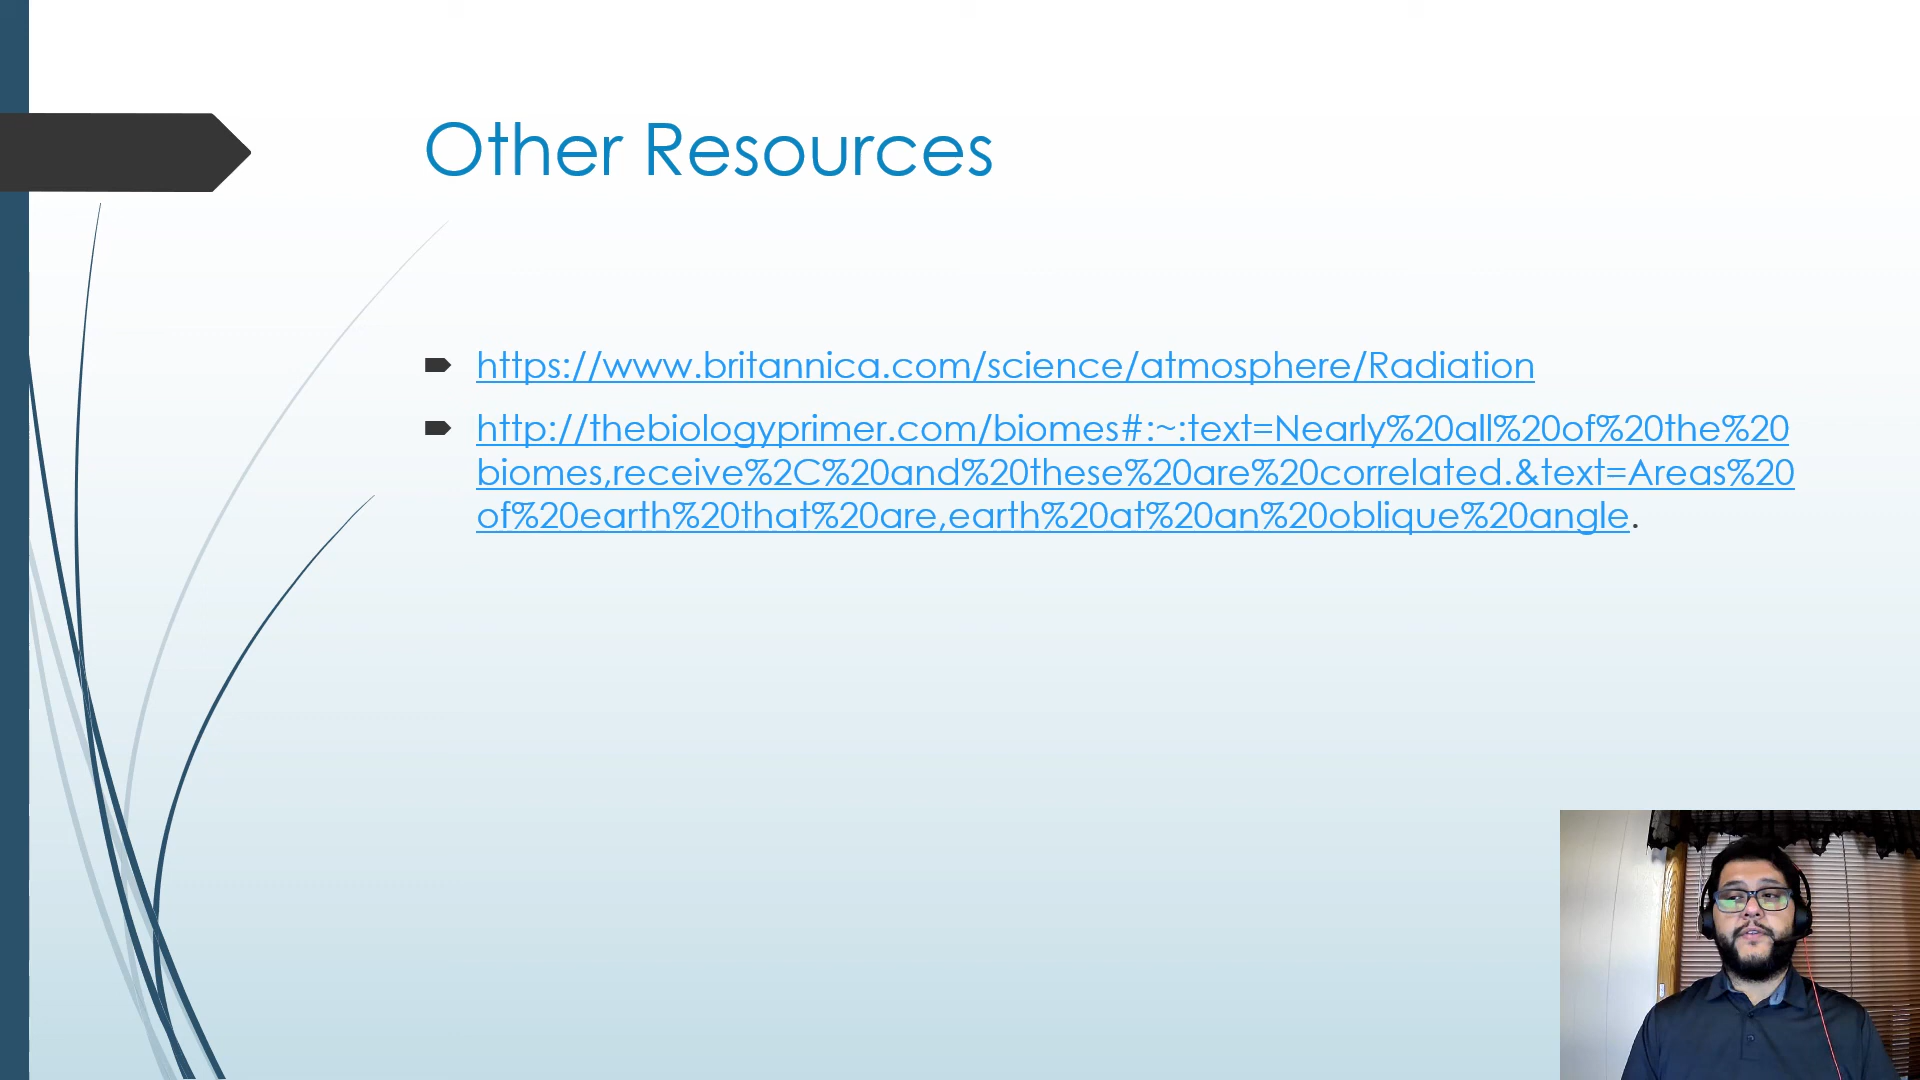 Other Resources
https://www.britannica.com/science/atmosphere/Radiation
http://thebiologyprimer.com/biomes#:~:text=Nearly%20all%20of%20the%20
biomes,receive%2C%20and%20these%20are%20correlated.&text=Areas%20
of%20earth%20that%20are,earth%20at%20an%20oblique%20angle.